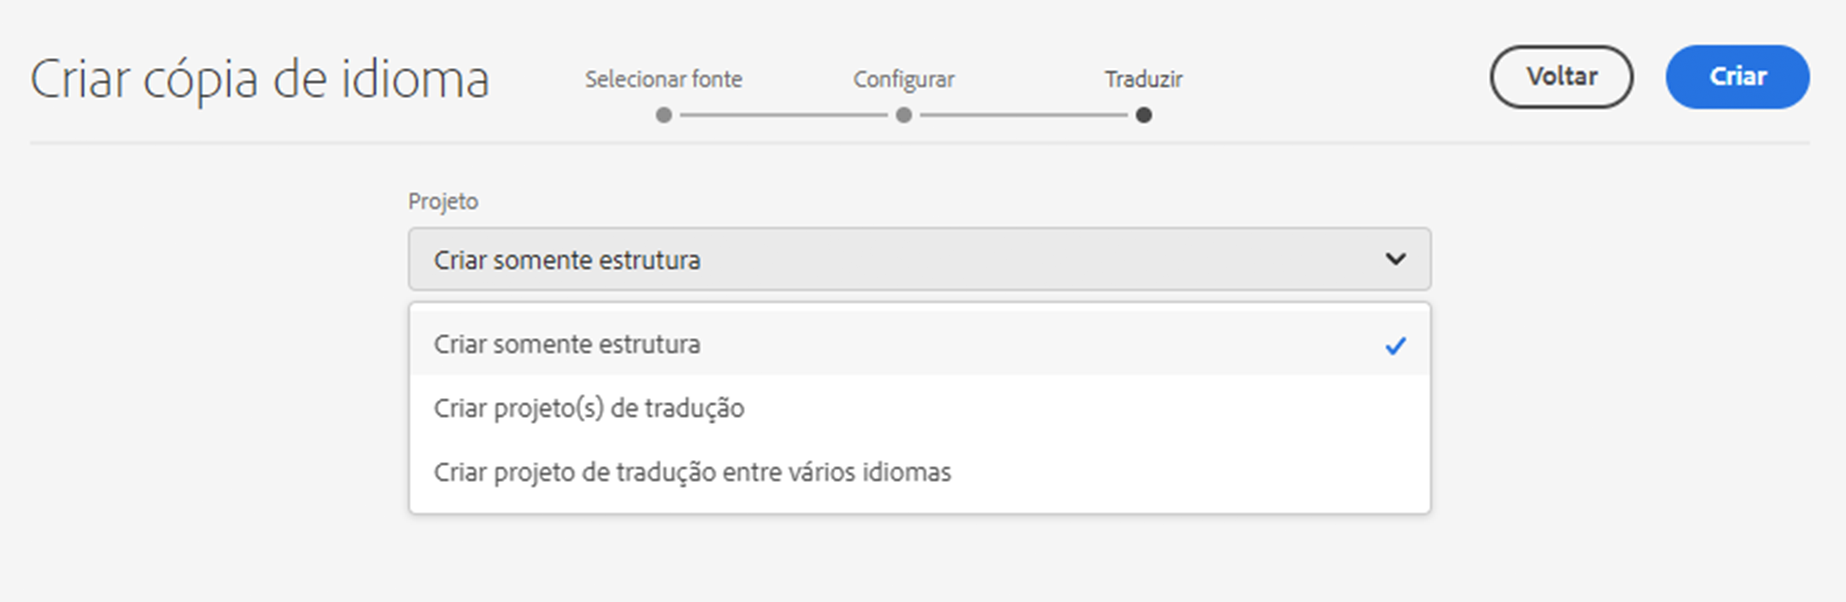 Criar cópia de idioma
Selecionar fonte
Configurar
Traduzir
Voltar
Criar
Projeto
Criar somente estrutura
Criar somente estrutura
Criar projeto(s) de tradução
Criar projeto de tradução entre vários idiomas